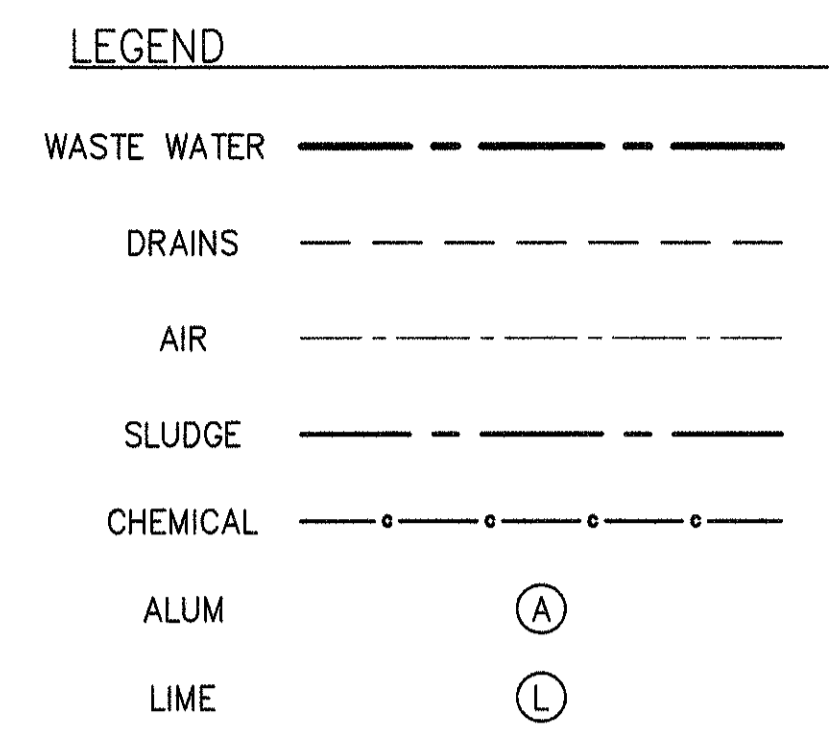 LEGEND
WASTE WATER
DRAINS
AIR
SLUDGE
CHEMICAL C C C C
ALUM A
LIME L